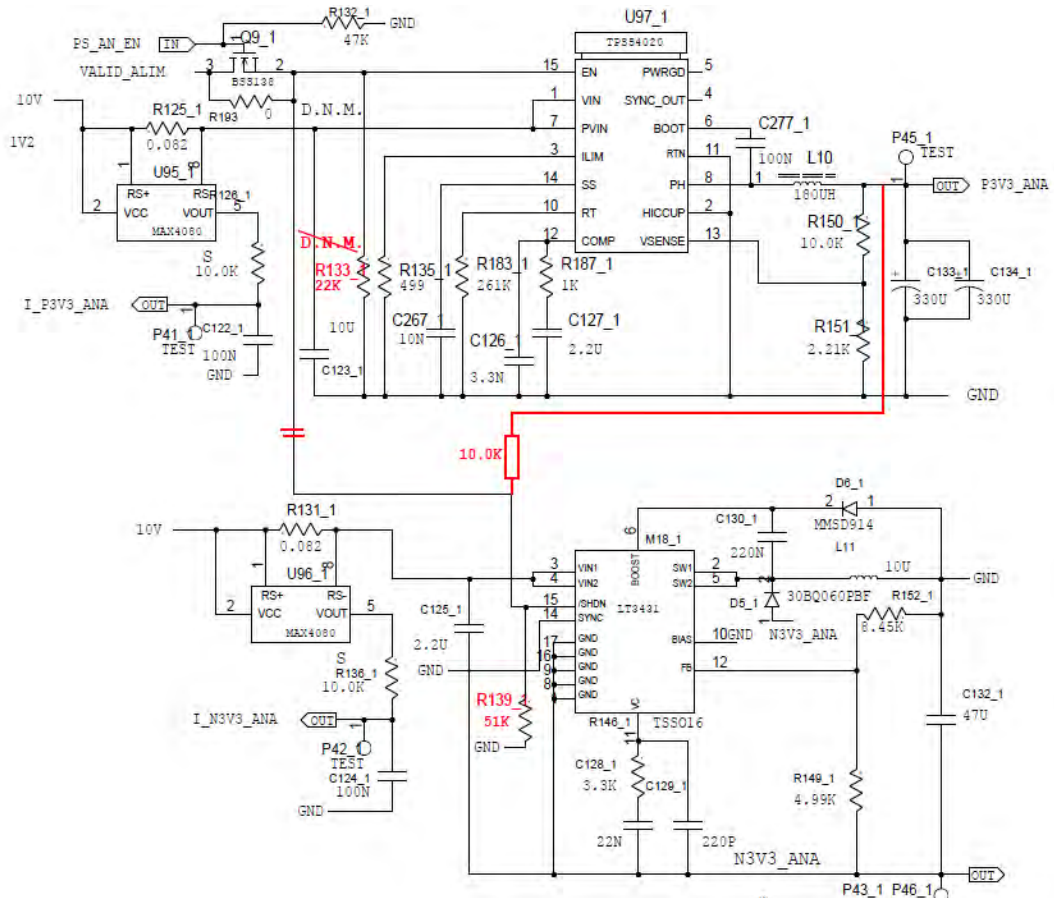 R132_1
GND
47K
U97_1
TPS54020
PS_AN_EN
IN
Q9_1
VALID_ALIM
3
2
BSS138
15
EN
PWRGD
5
10V
R193
0
D.N.M.
1
VIN
SYNC_OUT
4
R125_1
0.082
7
PVIN
BOOT
6
C277_1
100N
P45_1
TEST
1V2
1
8
U95_1
3
ILIM
RTN
11
L10
RS+
RS-
R126_1
14
SS
PH
8
1
180UH
1
OUT
P3V3_ANA
2
VCC
VOUT
5
10
RT
HICCUP
2
R150_1
10.0K
MAX4080
D.N.M.
12
COMP
VSENSE
13
S
10.0K
R133_1
22K
R135_1
499
R183_1
261K
R187_1
1K
C133_1
330U
C134_1
330U
I_P3V3_ANA
OUT
1
10U
C267_1
10N
C127_1
2.2U
R151_1
2.21K
P41_1
TEST
C122_1
100N
C126_1
3.3N
GND
C123_1
GND
10.0K
D6_1
2
1
MMSD914
R131_1
10V
0.082
6
M18_1
C130_1
220N
L11
1
8
U96_1
3
VIN1
BOOST
SW1
2
10U
4
VIN2
SW2
5
2
GND
RS+
RS-
2
VCC
VOUT
5
C125_1
15
/SHDN
LT3431
D5_1
30BQ060PBF
R152_1
MAX4080
14
SYNC
1
N3V3_ANA
8.45K
2.2U
17
GND
BIAS
10
GND
S
GND
16
GND
R136_1
10.0K
9
GND
FB
12
8
GND
R139_1
51K
1
GND
VC
C132_1
47U
I_N3V3_ANA
OUT
1
R146_1
TSSO16
GND
11
P42_1
TEST
C128_1
3.3K
C129_1
R149_1
4.99K
C124_1
100N
GND
22N
220P
N3V3_ANA
OUT
P43_1
P46_1